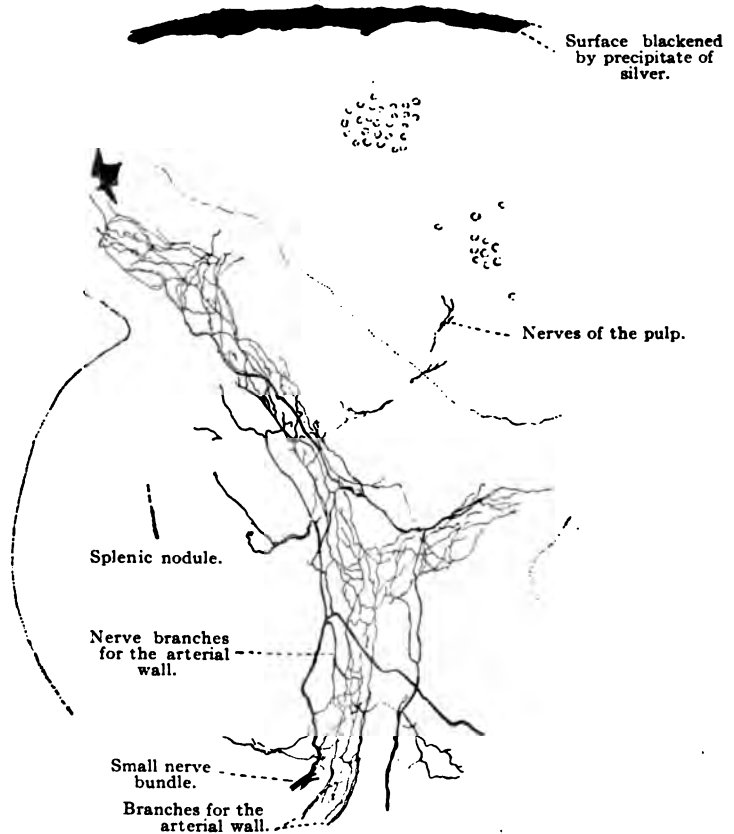 Surface blackened
by precipitate of
silver.
Nerves of the pulp.
Splenic nodule.
Nerve branches
for the arterial
wall.
Small nerve
bundle.
Branches for the
arterial wall.